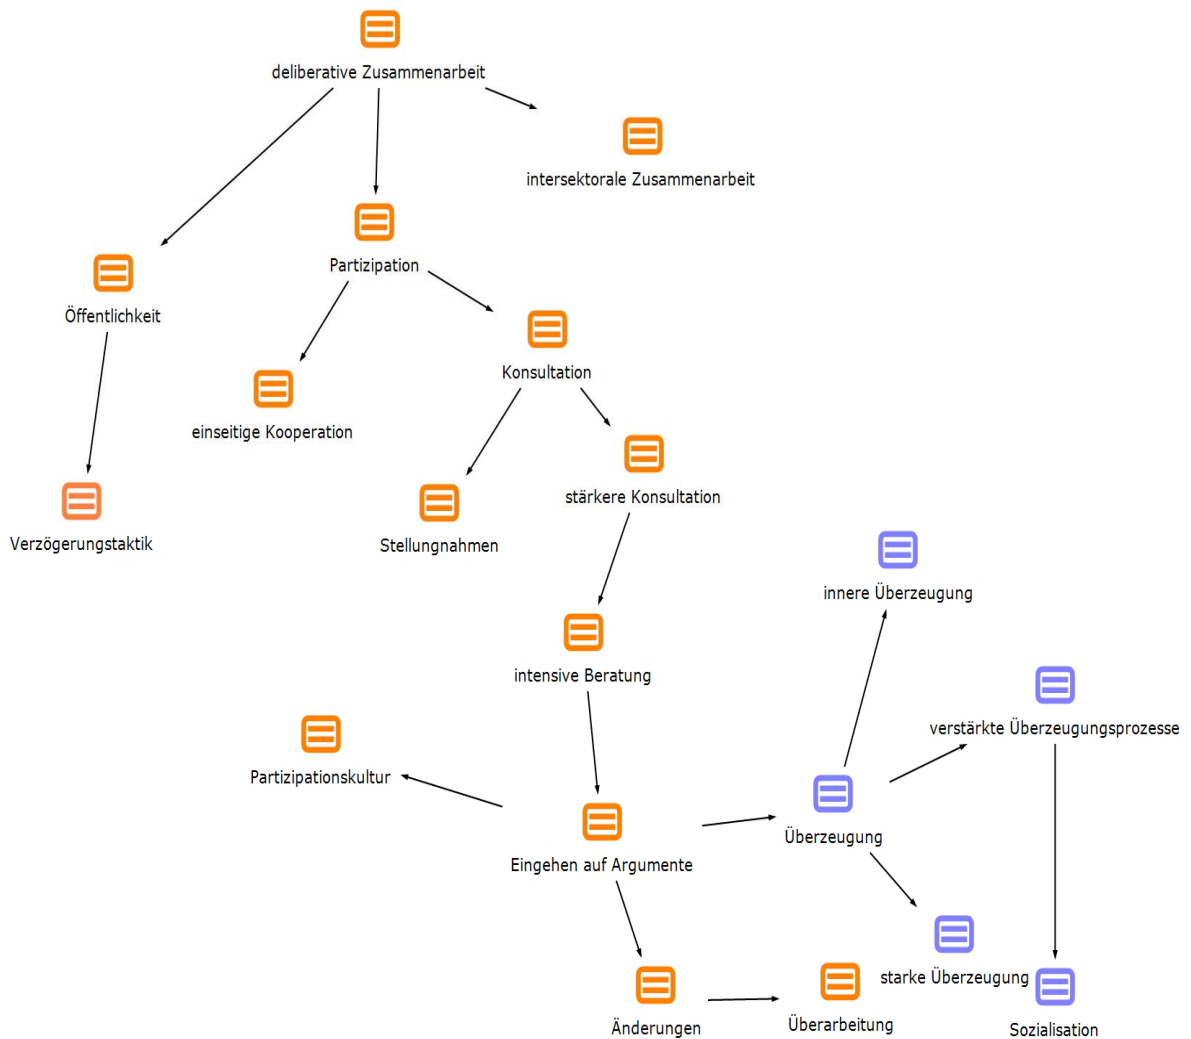 deliberative Zusammenarbeit
intersektorale Zusammenarbeit
Partizipation
Öffentlichkeit
Konsultation
einseitige Kooperation
stärkere Konsultation
Verzögerungstaktik
Stellungnahmen
innere Überzeugung
intensive Beratung
verstärkte Überzeugungsprozesse
Partizipationskultur
Überzeugung
Eingehen auf Argumente
starke Überzeugung
Änderungen
Überarbeitung
Sozialisation